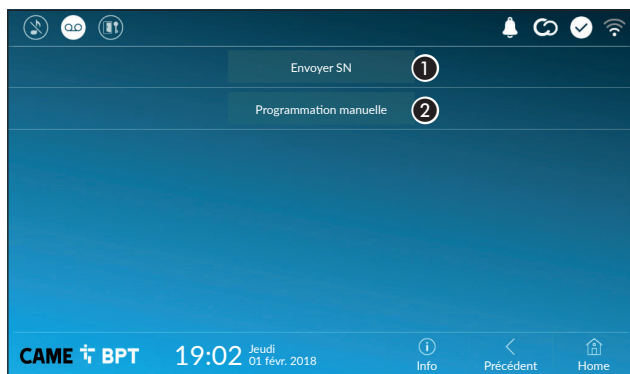 Envoyer SN 1
Programmation manuelle 2
CAME BPT 19:02 Jeudi
01 févr. 2018
Info Précédent Home